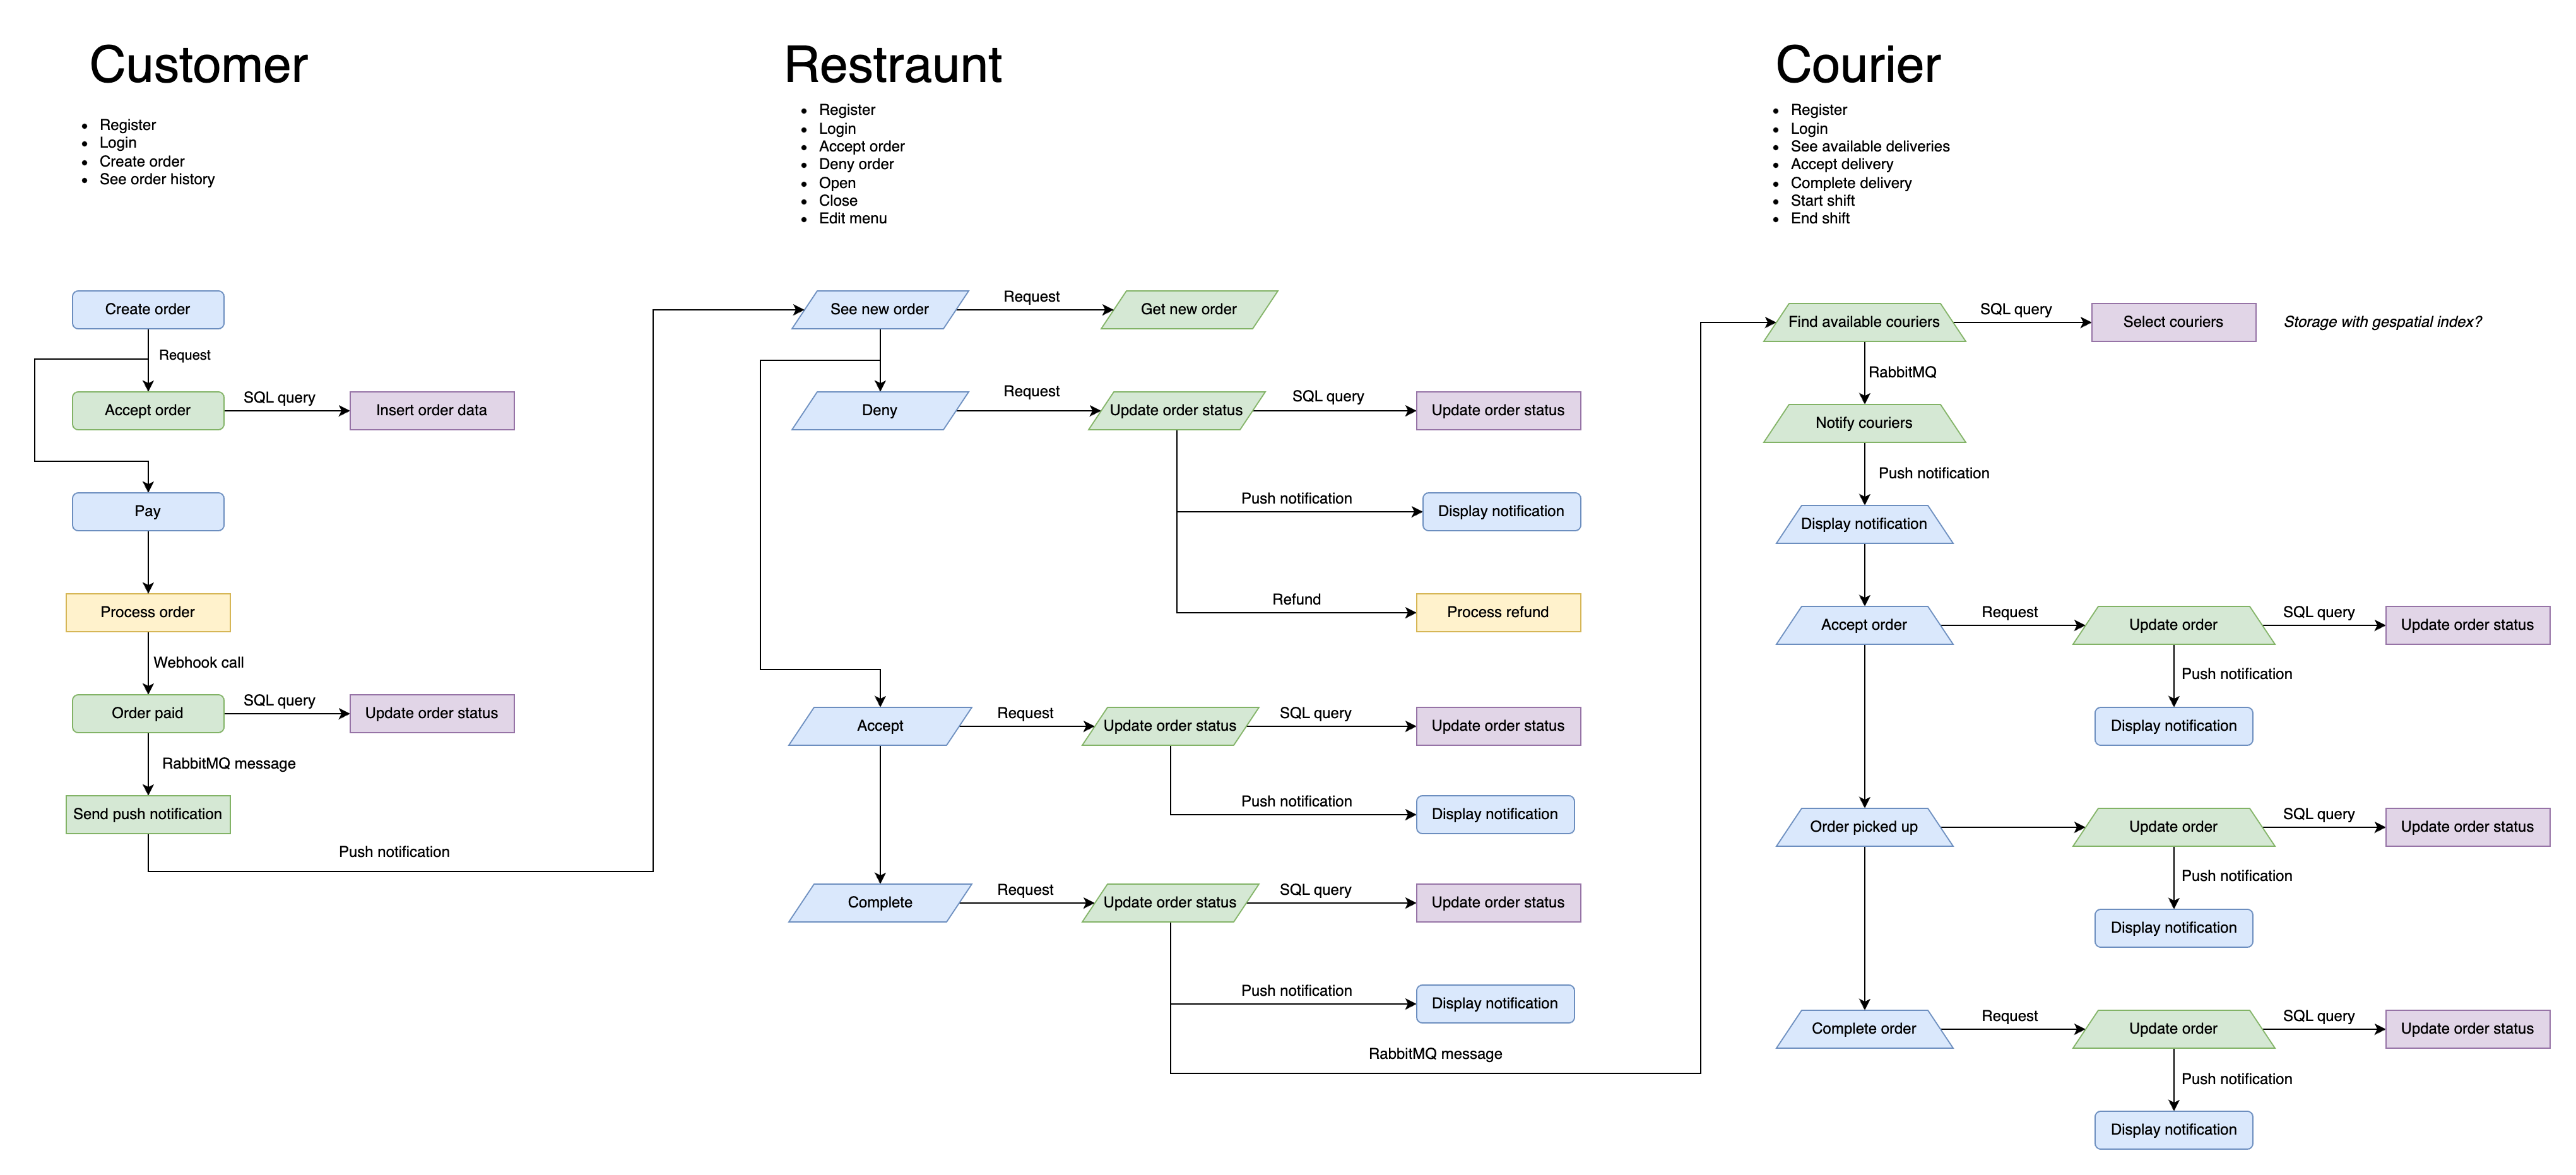 Customer
Register
Login
Create order
See order history
Create order
Request
Accept order
SQL query
Insert order data
Pay
Process order
Webhook call
Order paid
SQL query
Update order status
RabbitMQ message
Send push notification
Push notification
Restraunt
Register
Login
Accept order
Deny order
Open
Close
Edit menu
See new order
Request
Get new order
Deny
Request
Update order status
SQL query
Update order status
Push notification
Display notification
Refund
Process refund
Accept
Request
Update order status
SQL query
Update order status
Push notification
Display notification
Complete
Request
Update order status
SQL query
Update order status
Push notification
Display notification
RabbitMQ message
Courier
Register
Login
See available deliveries
Accept delivery
Complete delivery
Start shift
End shift
Find available couriers
SQL query
Select couriers
Storage with gespatial index?
RabbitMQ
Notify couriers
Push notification
Display notification
Accept order
Request
Update order
SQL query
Update order status
Push notification
Display notification
Order picked up
Update order
SQL query
Update order status
Push notification
Display notification
Complete order
Request
Update order
SQL query
Update order status
Push notification
Display notification